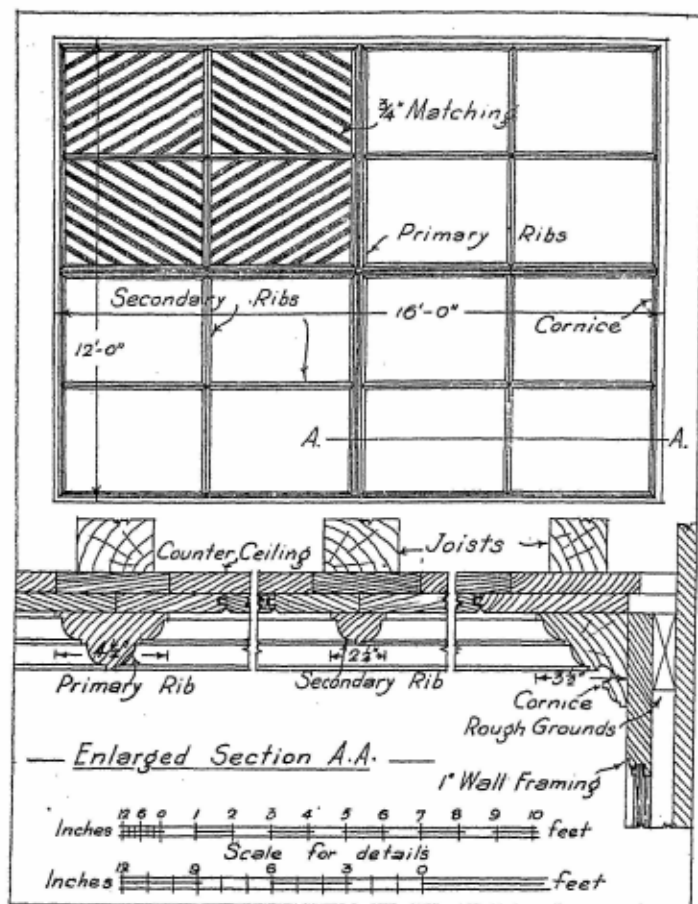 3/4" Matching
Primary Ribs
Secondary Ribs
16'-0"
Cornice
12'-0"
A. A.
Counter Ceiling
Joists
4 1/2"
2 1/2"
3 1/2"
Primary Rib
Secondary Rib
Cornice
Rough Grounds
Enlarged Section A.A.
1" Wall Framing
12 6 0 1 2 3 4 5 6 7 8 9 10
Inches feet
Scale for details
12 9 6 3 0
Inches feet